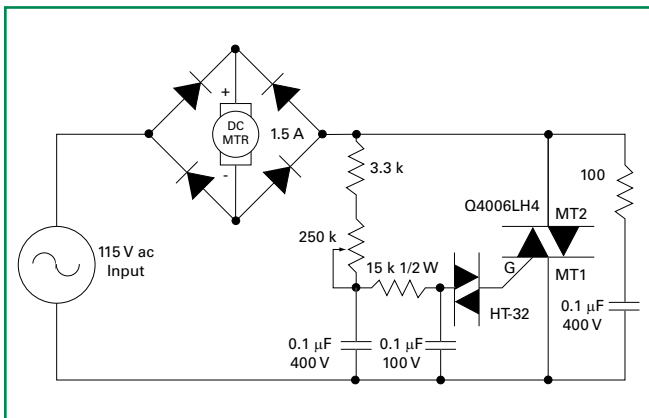 +
DC
MTR
-
1.5 A
3.3 k
100
Q4006LH4
MT2
250 k
115 V ac
Input
15 k 1/2 W
G
MT1
HT-32
0.1 μF
400 V
0.1 μF
100 V
0.1 μF
400 V